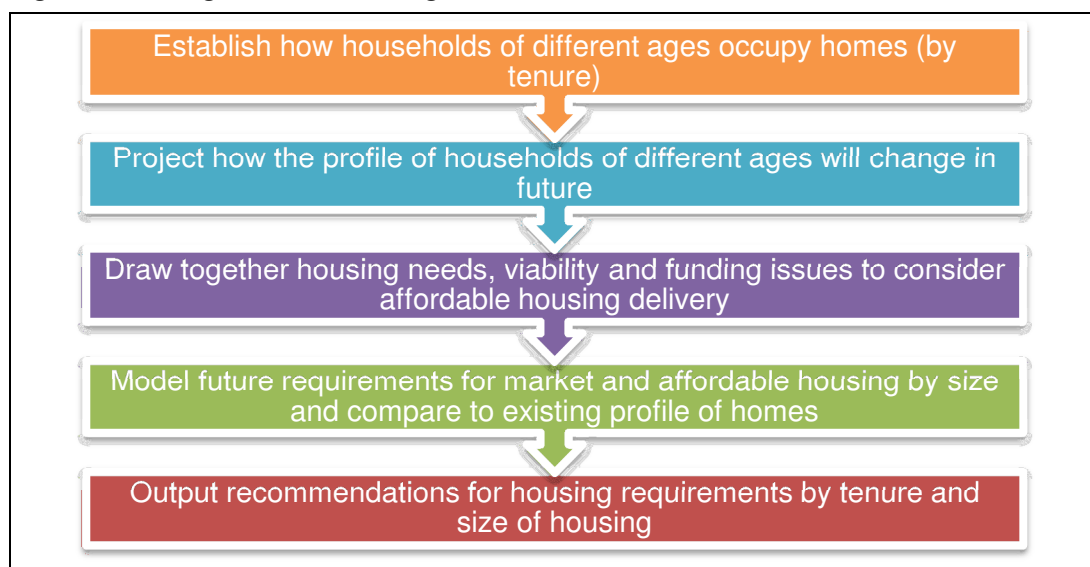 Establish how households of different ages occupy homes (by
tenure)
Project how the profile of households of different ages will change in
future
Draw together housing needs, viability and funding issues to consider
affordable housing delivery
Model future requirements for market and affordable housing by size
and compare to existing profile of homes
Output recommendations for housing requirements by tenure and
size of housing